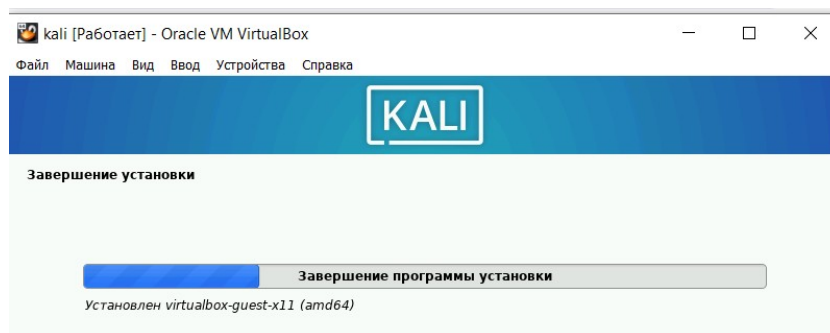 kali [Работает] - Oracle VM VirtualBox
Файл Машина Вид Ввод Устройства Справка
KALI
Завершение установки
Завершение программы установки
Установлен virtualbox-guest-x11 (amd64)